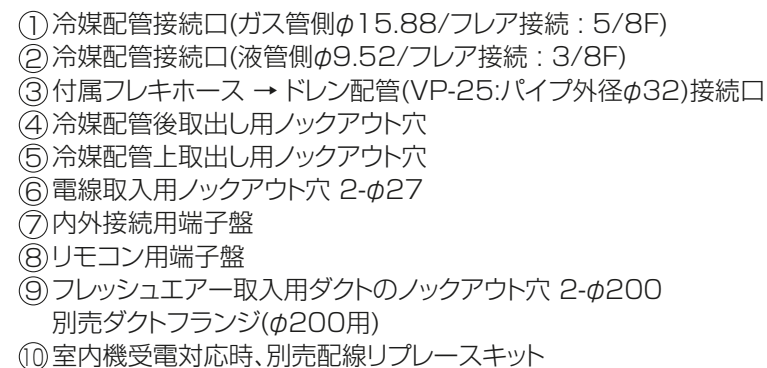 ①冷媒配管接続口(ガス管側φ15.88/フレア接続：5/8F)
②冷媒配管接続口(液管側φ9.52/フレア接続：3/8F)
③付属フレキホース → ドレン配管(VP-25:パイプ外径φ32)接続口
④冷媒配管後取出し用ノックアウト穴
⑤冷媒配管上取出し用ノックアウト穴
⑥電線取入用ノックアウト穴 2-φ27
⑦内外接続用端子盤
⑧リモコン用端子盤
⑨フレッシュエアー取入用ダクトのノックアウト穴 2-φ200
別売ダクトフランジ(φ200用)
⑩室内機受電対応時、別売配線リプレースキット